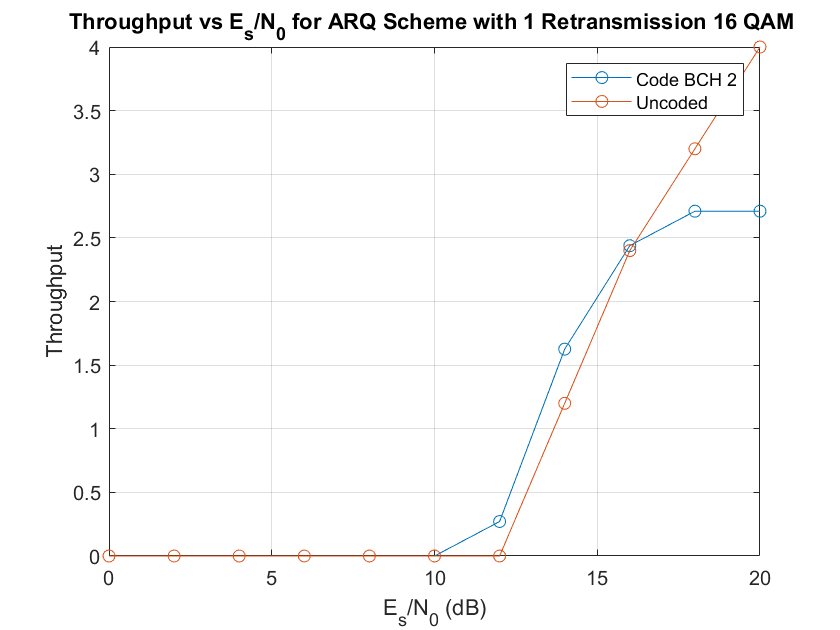 Throughput vs Es/N0 for ARQ Scheme with 1 Retransmission 16 QAM
4
Code BCH 2
Uncoded
3.5
3
2.5
Throughput
2
1.5
1
0.5
0
0 5 10 15 20
Es/N0 (dB)